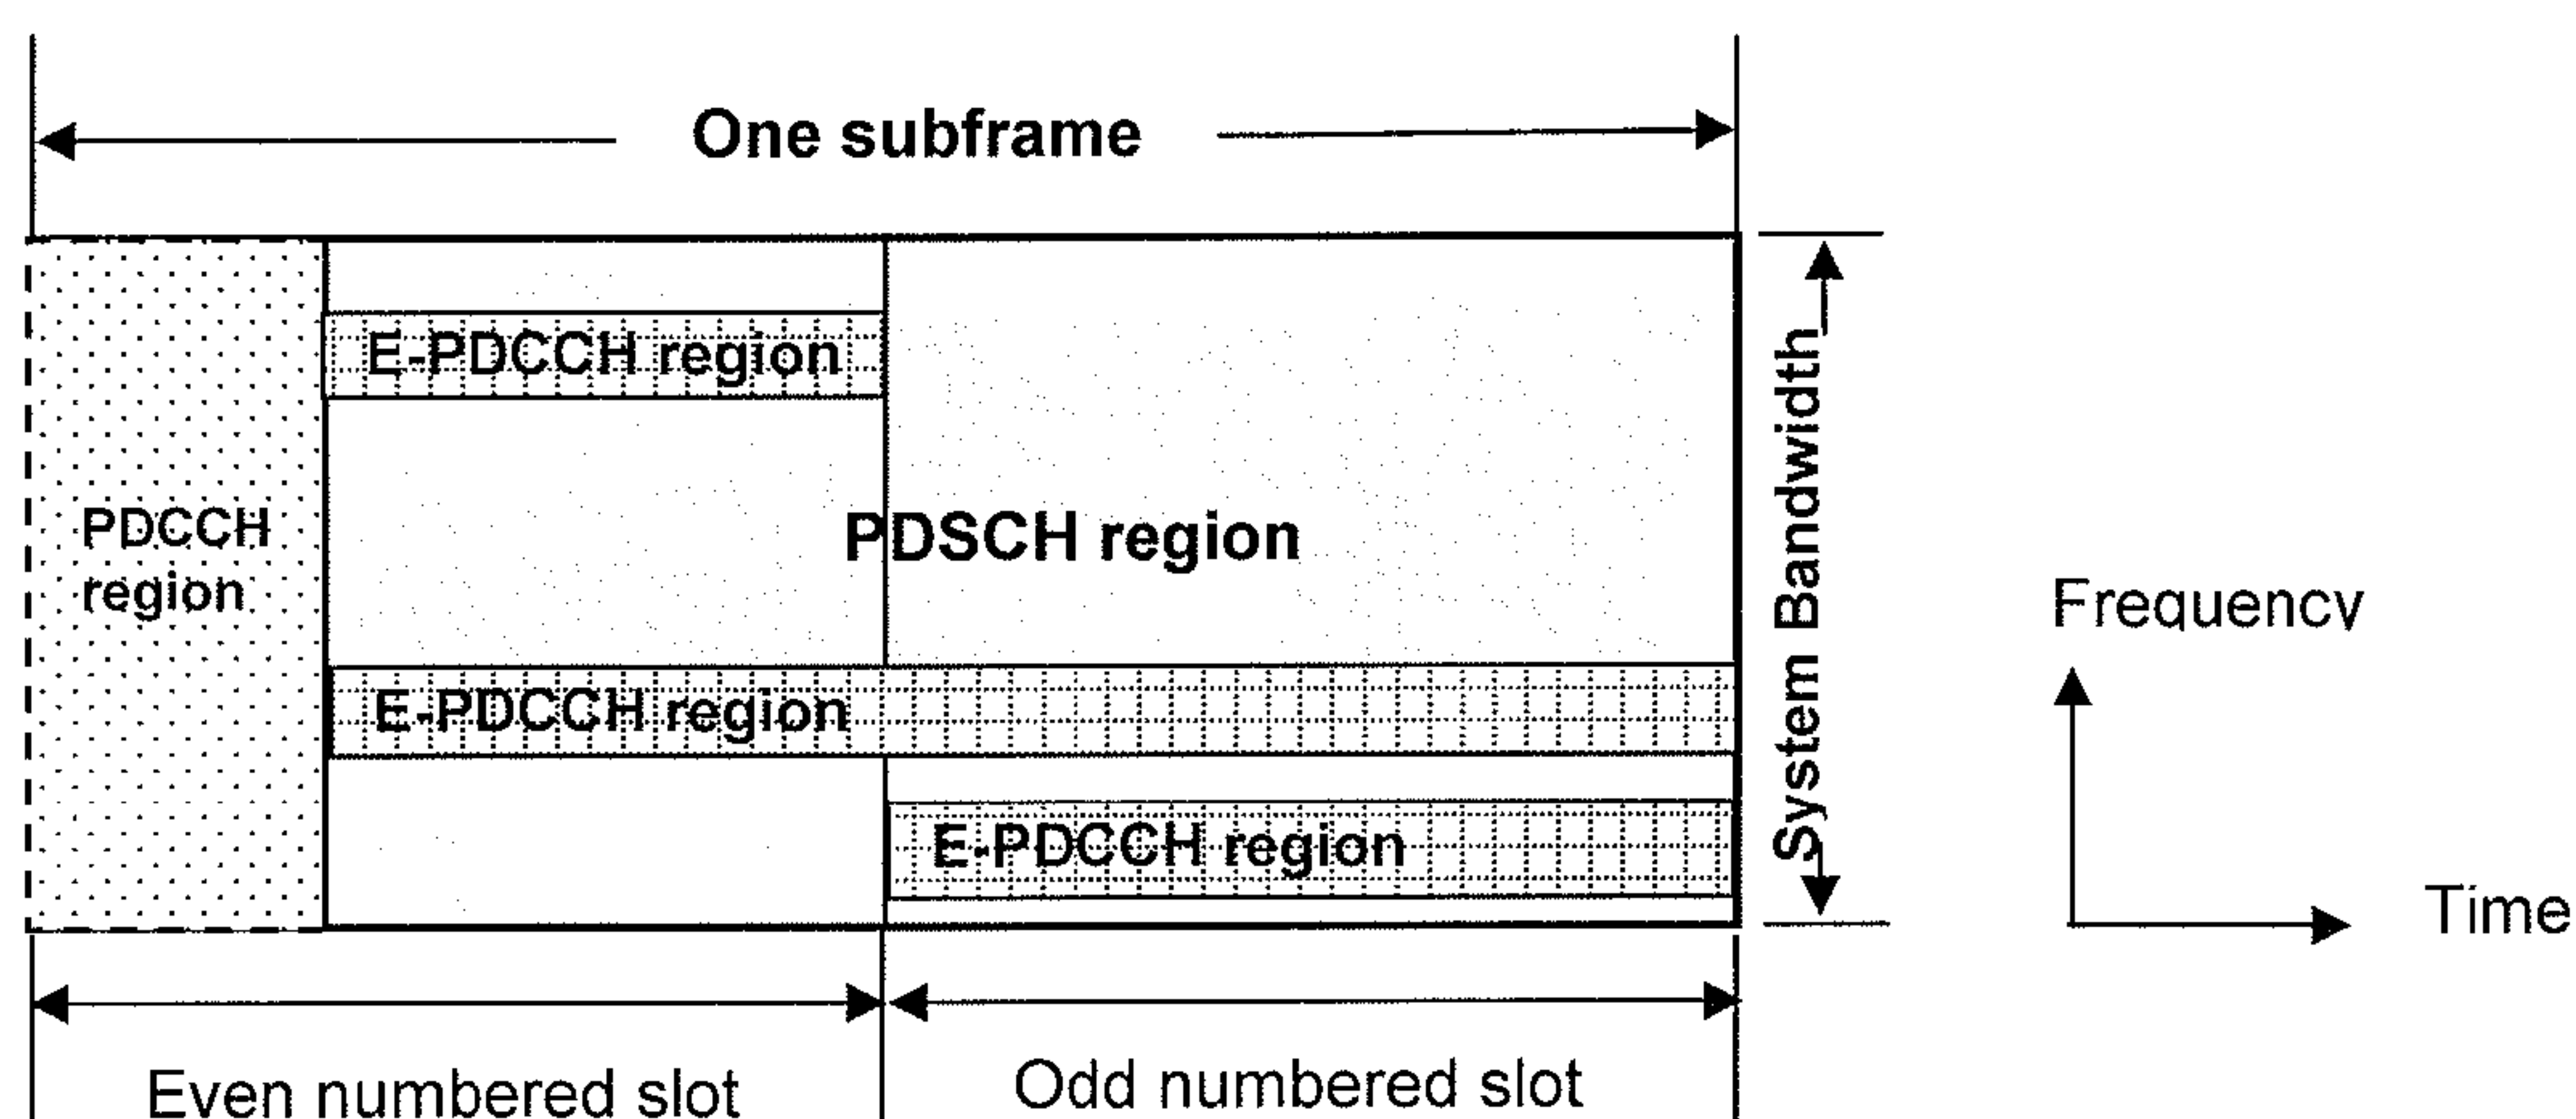 One subframe
E-PDCCH region
PDCCH
region
PDSCH region
System Bandwidth
Frequency
E-PDCCH region
E-PDCCH region
Time
Even numbered slot
Odd numbered slot